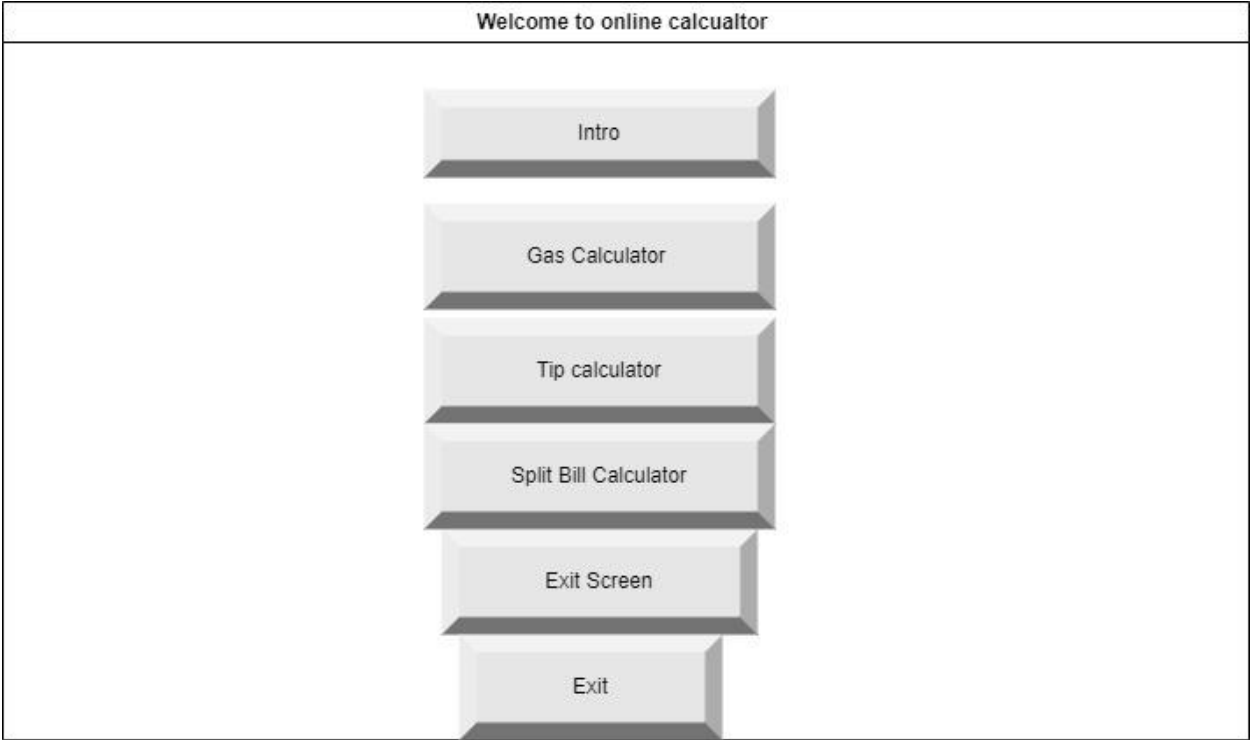 Welcome to online calcualtor
Intro
Gas Calculator
Tip calculator
Split Bill Calculator
Exit Screen
Exit